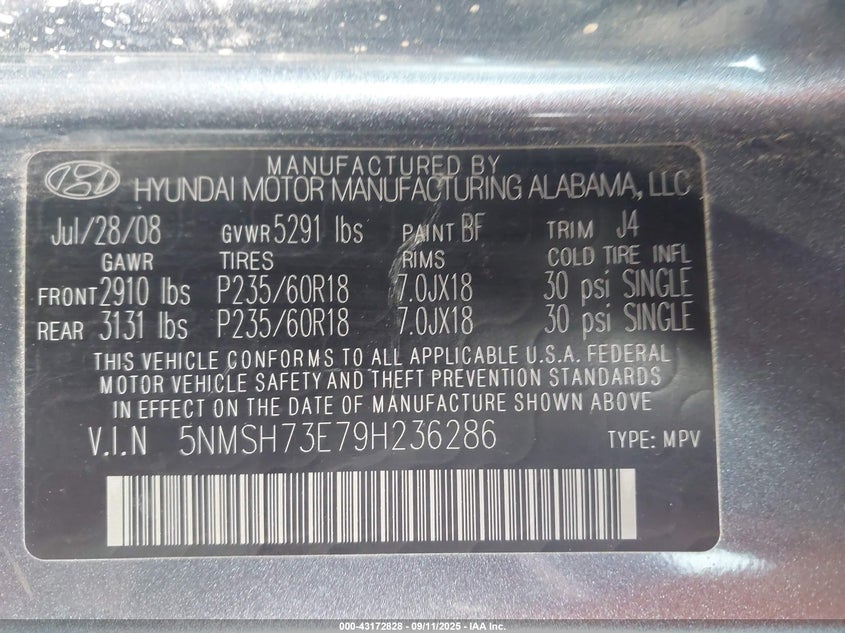 MANUFACTURED BY
HYUNDAI MOTOR MANUFACTURING ALABAMA, LLC
Jul/28/08 GVWR 5291 lbs PAINT BF TRIM J4
GAWR TIRES RIMS COLD TIRE INFL
FRONT 2910 lbs P235/60R18 7.0JX18 30 psi SINGLE
REAR 3131 lbs P235/60R18 7.0JX18 30 psi SINGLE
THIS VEHICLE CONFORMS TO ALL APPLICABLE U.S.A. FEDERAL
MOTOR VEHICLE SAFETY AND THEFT PREVENTION STANDARDS
IN EFFECT ON THE DATE OF MANUFACTURE SHOWN ABOVE
V.I.N 5NMSH73E79H236286 TYPE: MPV
000-43172828 - 09/11/2025 - IAA Inc.